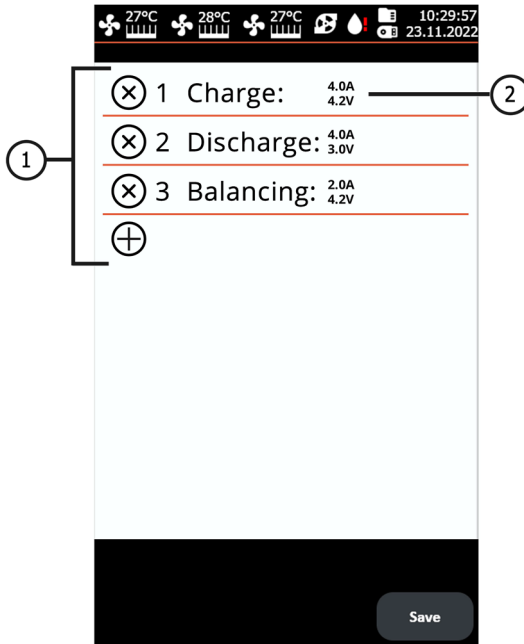 27°C 28°C 27°C 10:29:57
23.11.2022
1 Charge: 4.0A
4.2V
2
2 Discharge: 4.0A
3.0V
1
3 Balancing: 2.0A
4.2V
Save